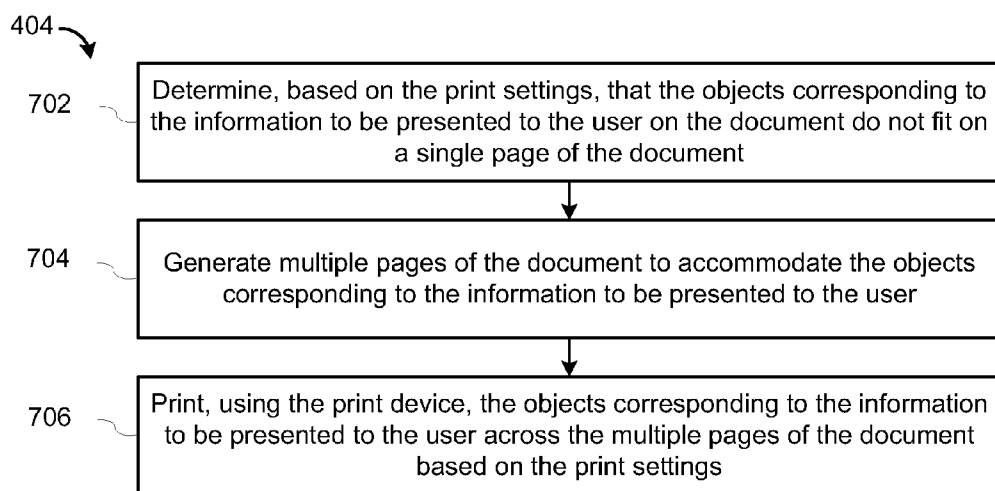 404
702
Determine, based on the print settings, that the objects corresponding to
the information to be presented to the user on the document do not fit on
a single page of the document
704
Generate multiple pages of the document to accommodate the objects
corresponding to the information to be presented to the user
706
Print, using the print device, the objects corresponding to the information
to be presented to the user across the multiple pages of the document
based on the print settings